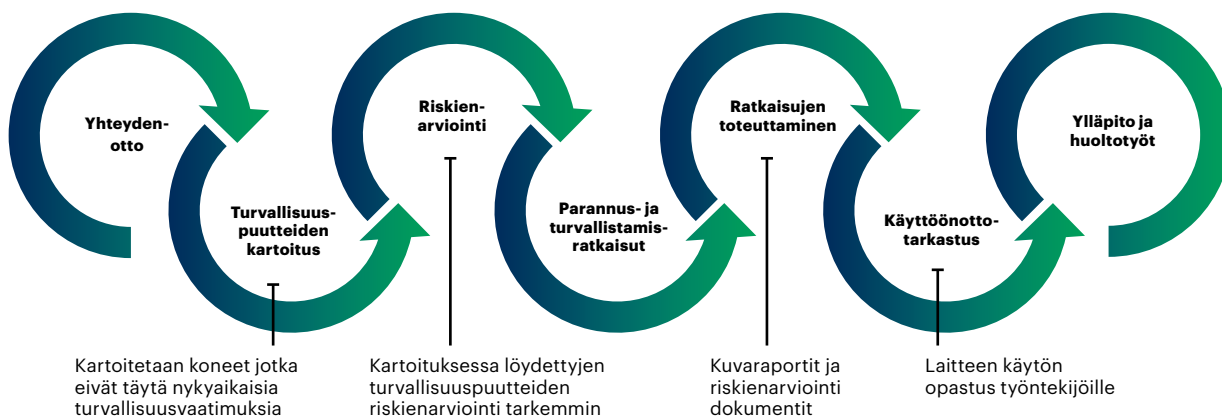 Yhteyden-
otto
Turvallisuus-
puutteiden
kartoitus
Riskien-
arviointi
Parannus- ja
turvallistamis-
ratkaisut
Ratkaisujen
toteuttaminen
Käyttöönotto-
tarkastus
Ylläpito ja
huoltotyöt
Kartoitetaan koneet jotka
eivät täytä nykyaikaisia
turvallisuusvaatimuksia
Kartoituksessa löydettyjen
turvallisuuspuutteiden
riskienarviointi tarkemmin
Kuvaraportit ja
riskienarviointi
dokumentit
Laitteen käytön
opastus työntekijöille